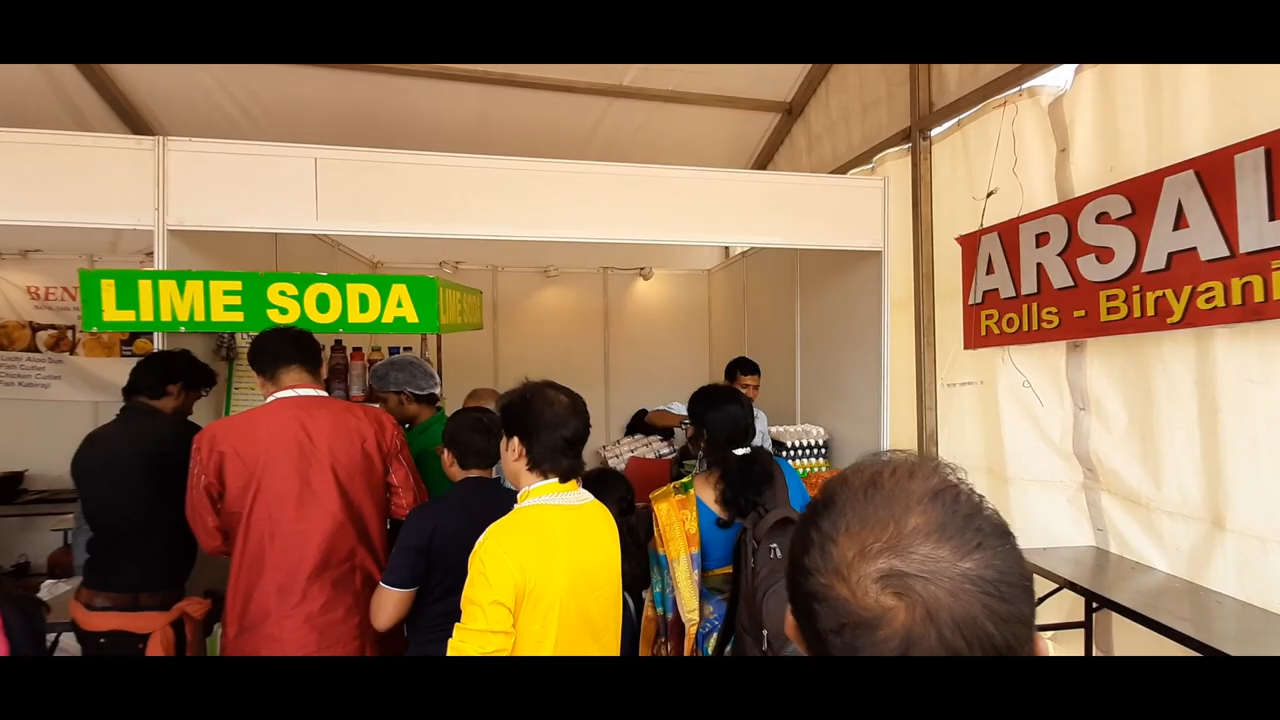 BEN
LIME SODA
LIME SODA
Luchi Aloo Dum
Fish Cutlet
Chicken Cutlet
Fish Kabiraji
ARSAL
Rolls - Biryani